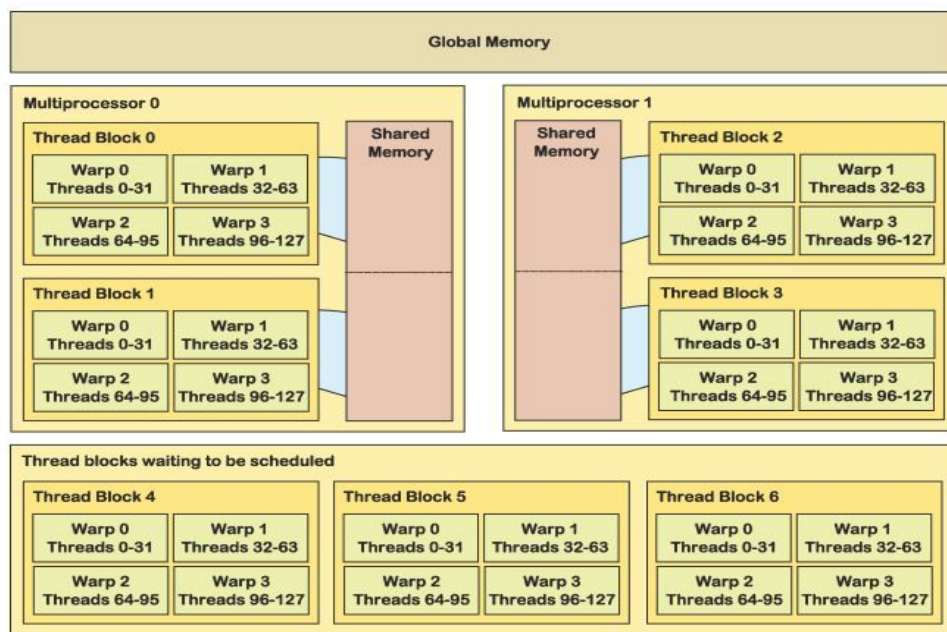 Global Memory
Multiprocessor 0
Thread Block 0
Warp 0
Threads 0-31
Warp 1
Threads 32-63
Warp 2
Threads 64-95
Warp 3
Threads 96-127
Thread Block 1
Warp 0
Threads 0-31
Warp 1
Threads 32-63
Warp 2
Threads 64-95
Warp 3
Threads 96-127
Shared
Memory
Multiprocessor 1
Shared
Memory
Thread Block 2
Warp 0
Threads 0-31
Warp 1
Threads 32-63
Warp 2
Threads 64-95
Warp 3
Threads 96-127
Thread Block 3
Warp 0
Threads 0-31
Warp 1
Threads 32-63
Warp 2
Threads 64-95
Warp 3
Threads 96-127
Thread blocks waiting to be scheduled
Thread Block 4
Warp 0
Threads 0-31
Warp 1
Threads 32-63
Warp 2
Threads 64-95
Warp 3
Threads 96-127
Thread Block 5
Warp 0
Threads 0-31
Warp 1
Threads 32-63
Warp 2
Threads 64-95
Warp 3
Threads 96-127
Thread Block 6
Warp 0
Threads 0-31
Warp 1
Threads 32-63
Warp 2
Threads 64-95
Warp 3
Threads 96-127